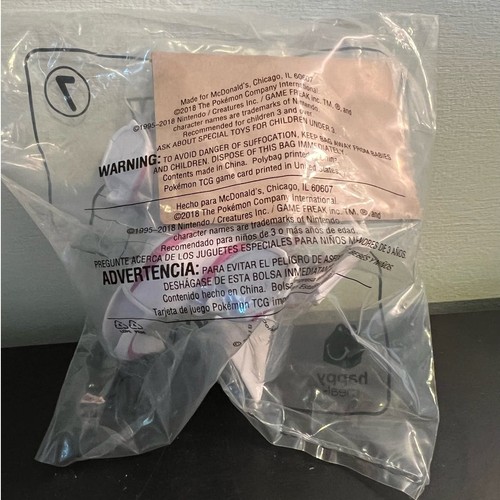 7
Made for McDonald's, Chicago, IL 60607
©2018 The Pokémon Company International
©1995–2018 Nintendo / Creatures Inc. / GAME FREAK inc. TM, ®, and
character names are trademarks of Nintendo.
Recommended for children 3 and over.
ASK ABOUT SPECIAL TOYS FOR CHILDREN UNDER 3.
WARNING: TO AVOID DANGER OF SUFFOCATION, KEEP BAG AWAY FROM BABIES
AND CHILDREN. DISPOSE OF THIS BAG IMMEDIATELY.
Contents made in China. Polybag printed in
Pokémon TCG game card printed in United States
Hecho para McDonald's, Chicago, IL 60607
©2018 The Pokémon Company International
©1995–2018 Nintendo / Creatures Inc. / GAME FREAK inc. TM, ®, and
character names are trademarks of Nintendo.
Recomendado para niños de 3 o más años de edad.
PREGUNTE ACERCA DE LOS JUGUETES ESPECIALES PARA NIÑOS MENORES DE 3 AÑOS
ADVERTENCIA: PARA EVITAR EL PELIGRO DE
DESHÁGASE DE ESTA BOLSA
Contenido hecho en China.
Tarjeta de juego Pokémon TCG
happy
meal